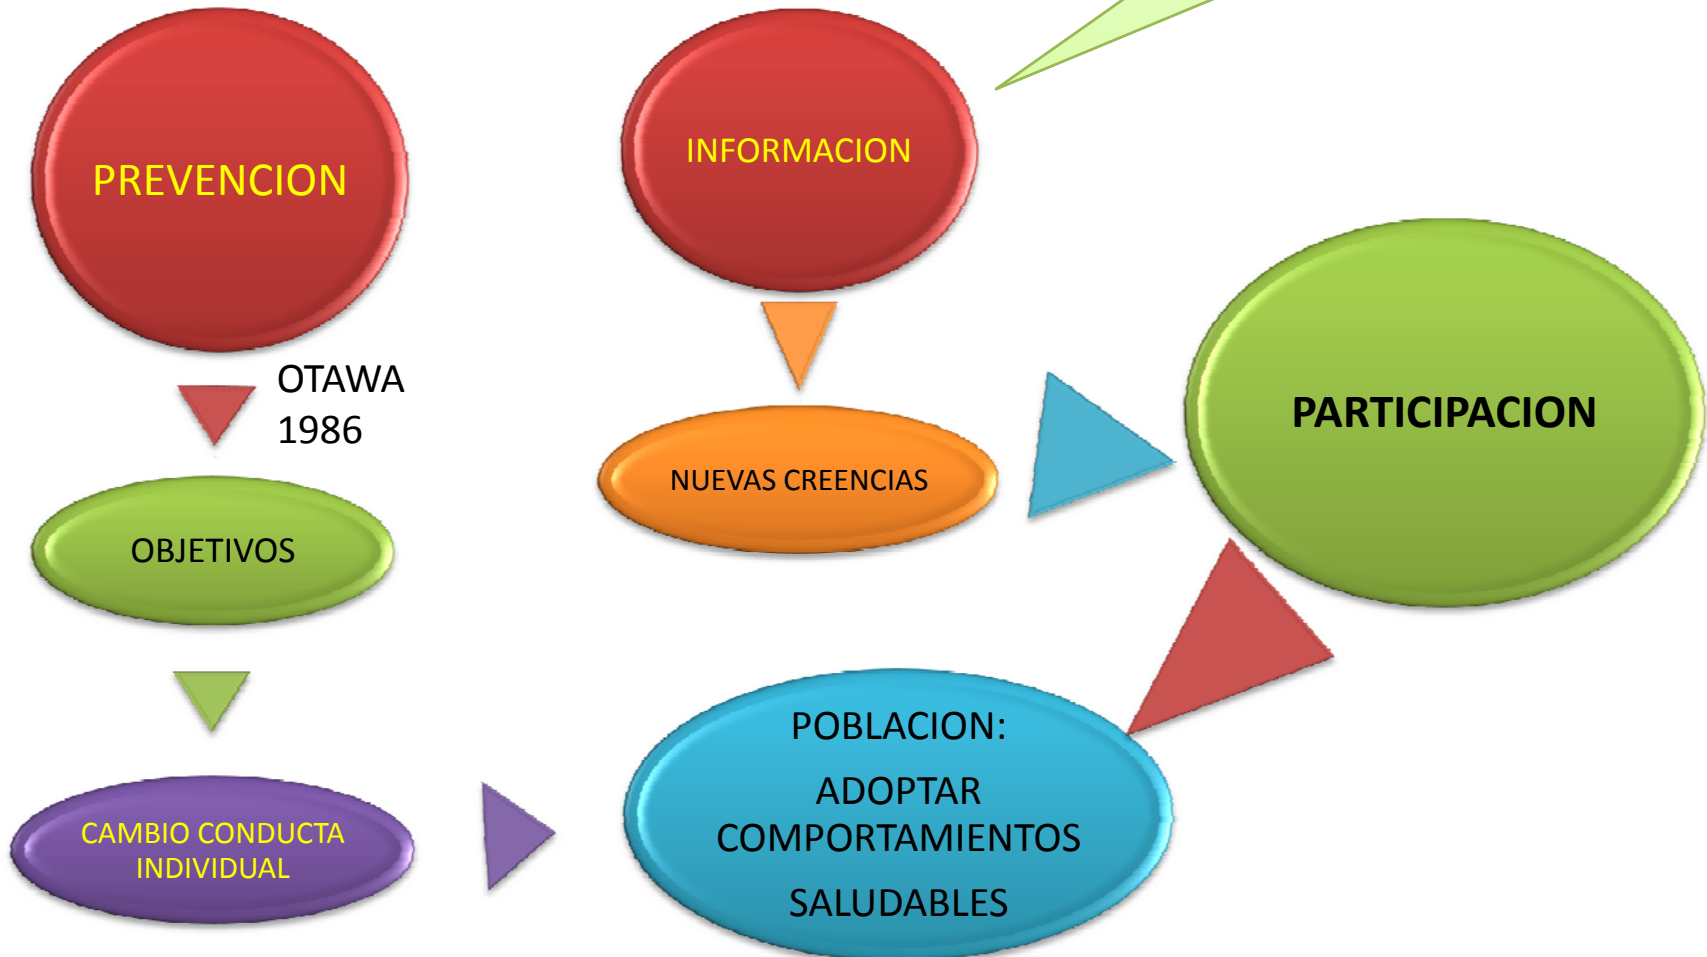 PREVENCION
OTAWA
1986
OBJETIVOS
CAMBIO CONDUCTA
INDIVIDUAL
INFORMACION
NUEVAS CREENCIAS
PARTICIPACION
POBLACION:
ADOPTAR
COMPORTAMIENTOS
SALUDABLES